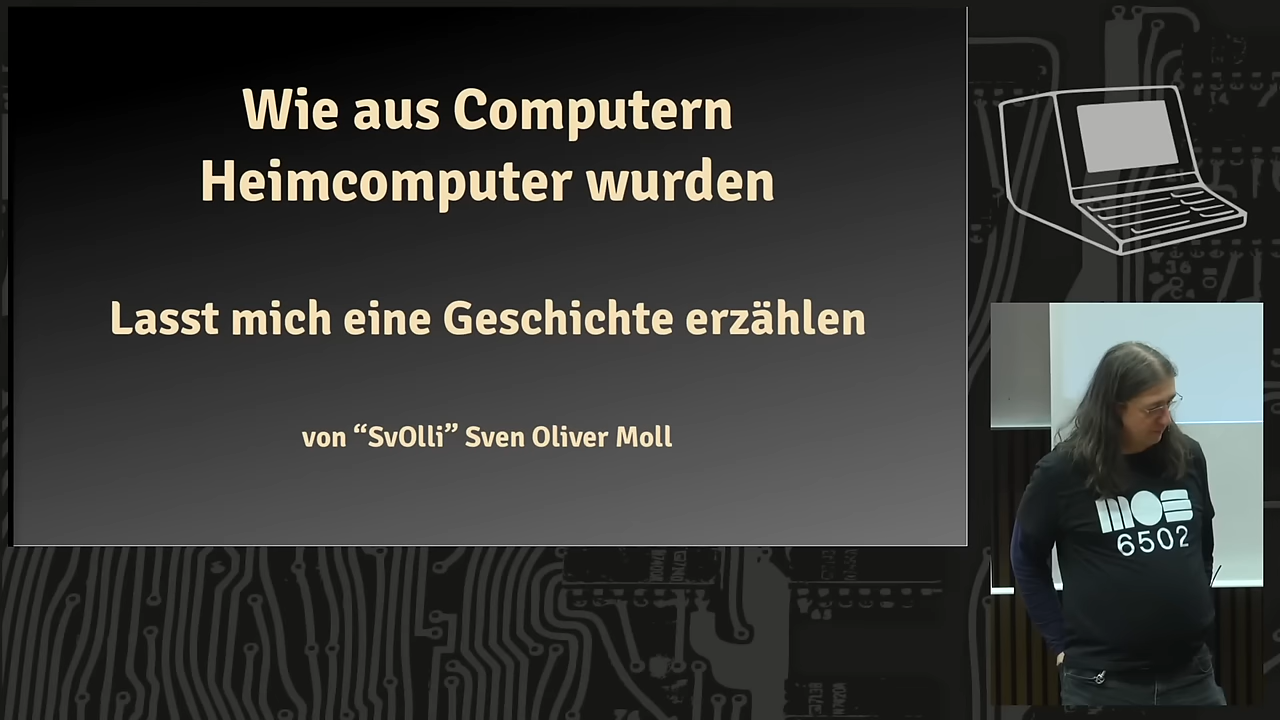 Wie aus Computern
Heimcomputer wurden
Lasst mich eine Geschichte erzählen
von “SvOlli” Sven Oliver Moll
mos
6502